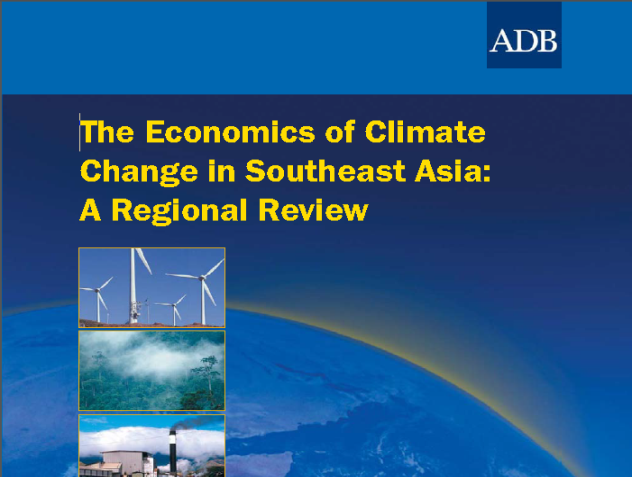 ADB
The Economics of Climate
Change in Southeast Asia:
A Regional Review